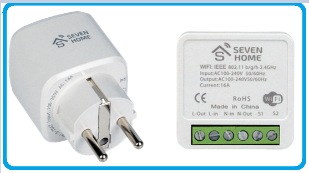 SEVEN
HOME
SEVEN
HOME
WIFI: IEEE 802.11 b/g/n 2.4GHz
Input:AC100-240V 50/60Hz
Output:AC100-240V50/60Hz
Current:16A
CE RoHS
Made in China
L-Out L-in N-in N-Out S1 S2